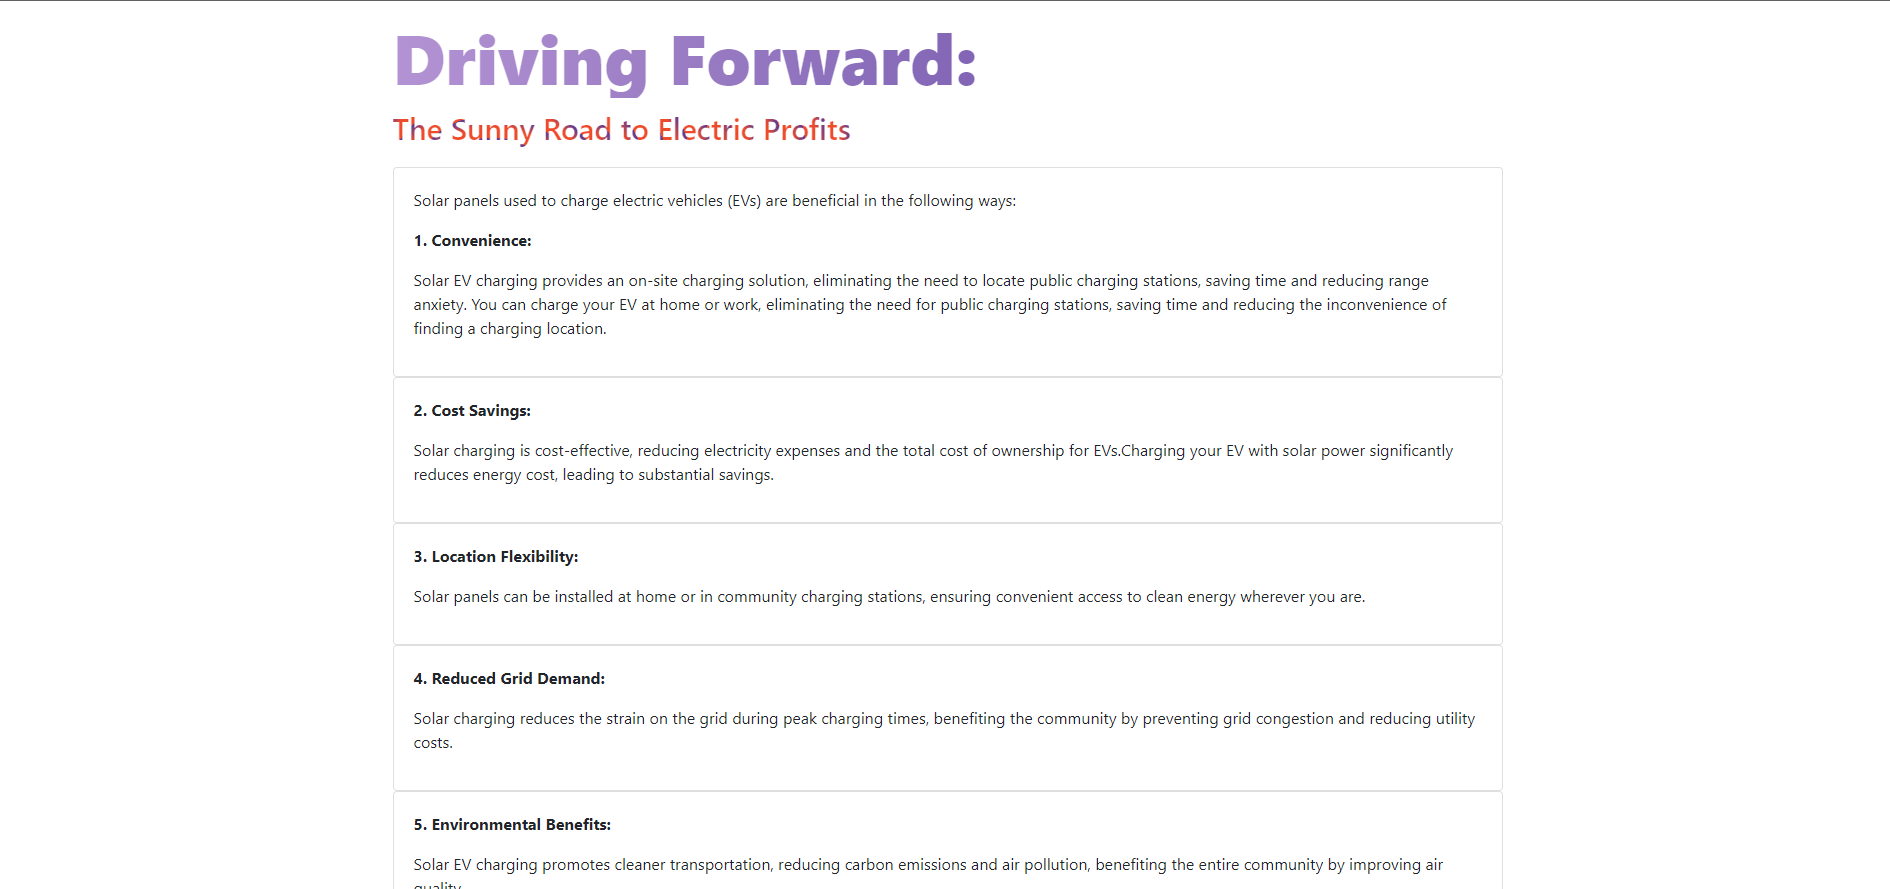 Driving Forward:
The Sunny Road to Electric Profits
Solar panels used to charge electric vehicles (EVs) are beneficial in the following ways:
1. Convenience:
Solar EV charging provides an on-site charging solution, eliminating the need to locate public charging stations, saving time and reducing range
anxiety. You can charge your EV at home or work, eliminating the need for public charging stations, saving time and reducing the inconvenience of
finding a charging location.
2. Cost Savings:
Solar charging is cost-effective, reducing electricity expenses and the total cost of ownership for EVs.Charging your EV with solar power significantly
reduces energy cost, leading to substantial savings.
3. Location Flexibility:
Solar panels can be installed at home or in community charging stations, ensuring convenient access to clean energy wherever you are.
4. Reduced Grid Demand:
Solar charging reduces the strain on the grid during peak charging times, benefiting the community by preventing grid congestion and reducing utility
costs.
5. Environmental Benefits:
Solar EV charging promotes cleaner transportation, reducing carbon emissions and air pollution, benefiting the entire community by improving air
quality.